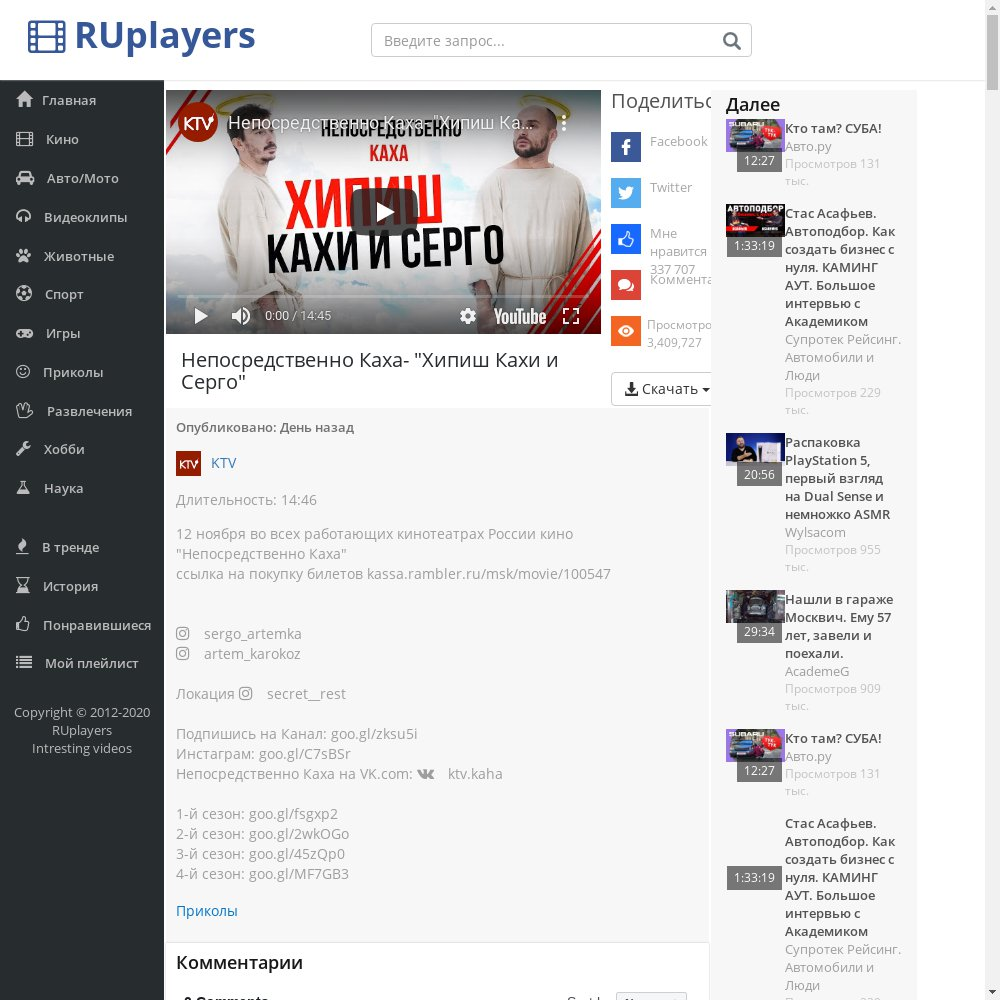 RUplayers
Введите запрос...
Главная
Кино
Авто/Мото
Видеоклипы
Животные
Спорт
Игры
Приколы
Развлечения
Хобби
Наука
В тренде
История
Понравившиеся
Мой плейлист
Copyright © 2012-2020
RUplayers
Intresting videos
KTV
Непосредственно Каха- "Хипиш Ка...
НЕПОСРЕДСТВЕННО
КАХА
ХИПИШ
КАХИ И СЕРГО
0:00 / 14:45
YouTube
Непосредственно Каха- "Хипиш Кахи и
Серго"
Поделитьс
Facebook
Twitter
Мне
нравится
337 707
Коммента
Просмотро
3,409,727
Скачать
Опубликовано: День назад
KTV
KTV
Длительность: 14:46
12 ноября во всех работающих кинотеатрах России кино
"Непосредственно Каха"
ссылка на покупку билетов kassa.rambler.ru/msk/movie/100547
sergo_artemka
artem_karokoz
Локация secret__rest
Подпишись на Канал: goo.gl/zksu5i
Инстаграм: goo.gl/C7sBSr
Непосредственно Каха на VK.com: ktv.kaha
1-й сезон: goo.gl/fsgxp2
2-й сезон: goo.gl/2wkOGo
3-й сезон: goo.gl/45zQp0
4-й сезон: goo.gl/MF7GB3
Приколы
Комментарии
Далее
SUBARU
12:27
Кто там? СУБА!
Авто.ру
Просмотров 131
тыс.
АВТОПОДБОР
1:33:19
Стас Асафьев.
Автоподбор. Как
создать бизнес с
нуля. КАМИНГ
АУТ. Большое
интервью с
Академиком
Супротек Рейсинг.
Автомобили и
Люди
Просмотров 229
тыс.
20:56
Распаковка
PlayStation 5,
первый взгляд
на Dual Sense и
немножко ASMR
Wylsacom
Просмотров 955
тыс.
29:34
Нашли в гараже
Москвич. Ему 57
лет, завели и
поехали.
AcademeG
Просмотров 909
тыс.
SUBARU
12:27
Кто там? СУБА!
Авто.ру
Просмотров 131
тыс.
1:33:19
Стас Асафьев.
Автоподбор. Как
создать бизнес с
нуля. КАМИНГ
АУТ. Большое
интервью с
Академиком
Супротек Рейсинг.
Автомобили и
Люди